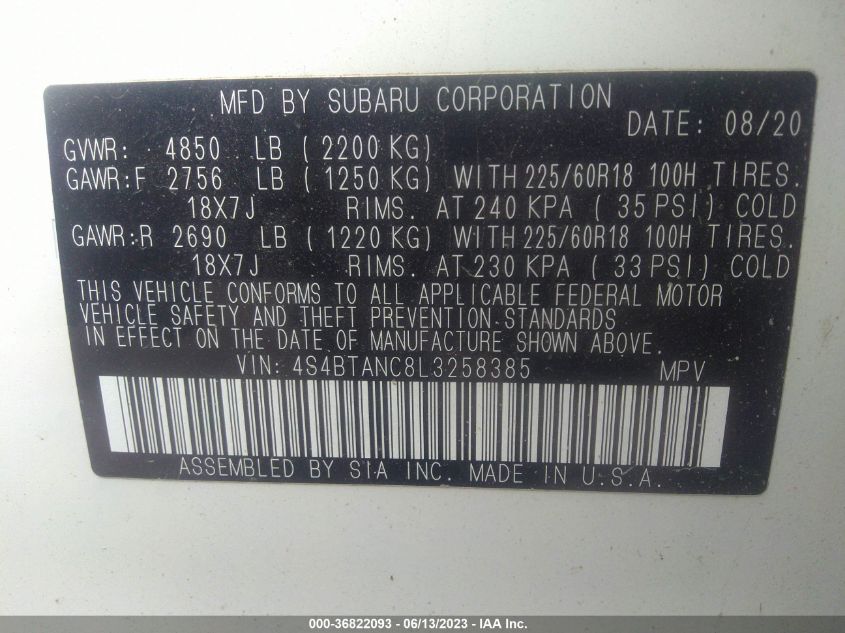 MFD BY SUBARU CORPORATION
DATE: 08/20
GVWR: 4850 LB ( 2200 KG)
GAWR:F 2756 LB ( 1250 KG) WITH 225/60R18 100H TIRES.
18X7J RIMS. AT 240 KPA ( 35 PSI) COLD
GAWR:R 2690 LB ( 1220 KG) WITH 225/60R18 100H TIRES.
18X7J RIMS. AT 230 KPA ( 33 PSI) COLD
THIS VEHICLE CONFORMS TO ALL APPLICABLE FEDERAL MOTOR
VEHICLE SAFETY AND THEFT PREVENTION STANDARDS
IN EFFECT ON THE DATE OF MANUFACTURE SHOWN ABOVE.
VIN: 4S4BTANC8L3258385 MPV
ASSEMBLED BY SIA INC. MADE IN U.S.A.
000-36822093 - 06/13/2023 - IAA Inc.